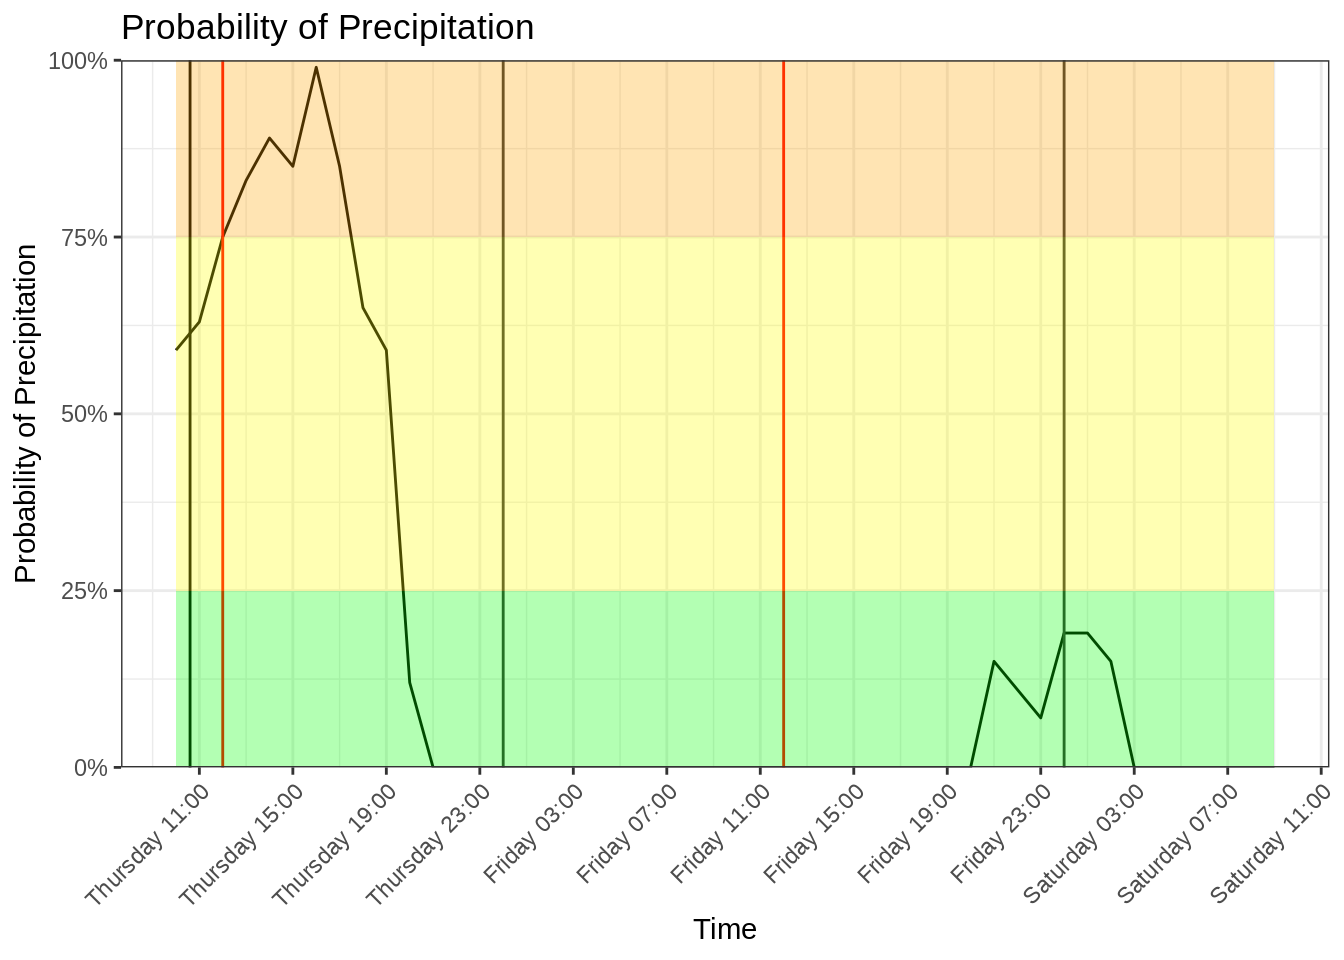 Probability of Precipitation
Probability of Precipitation
100%
75%
50%
25%
0%
Thursday 11:00
Thursday 15:00
Thursday 19:00
Thursday 23:00
Friday 03:00
Friday 07:00
Friday 11:00
Friday 15:00
Friday 19:00
Friday 23:00
Saturday 03:00
Saturday 07:00
Saturday 11:00
Time